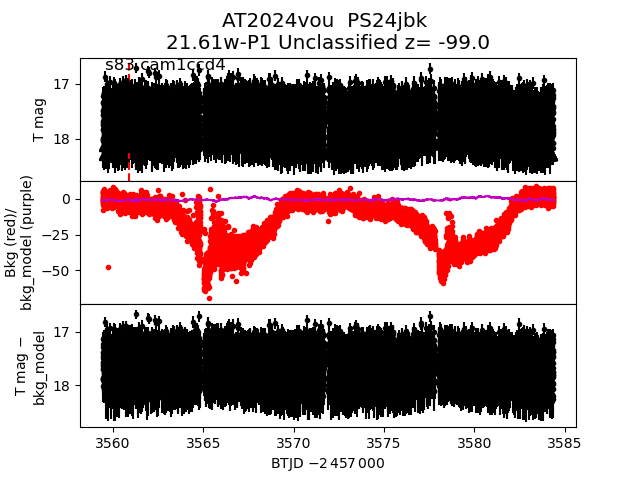 AT2024vou  PS24jbk
21.61w-P1 Unclassified z= -99.0
s83.cam1ccd4
17
18
T mag
0
−25
−50
Bkg (red)/
bkg_model (purple)
17
18
T mag −
bkg_model
3560
3565
3570
3575
3580
3585
BTJD −2 457 000